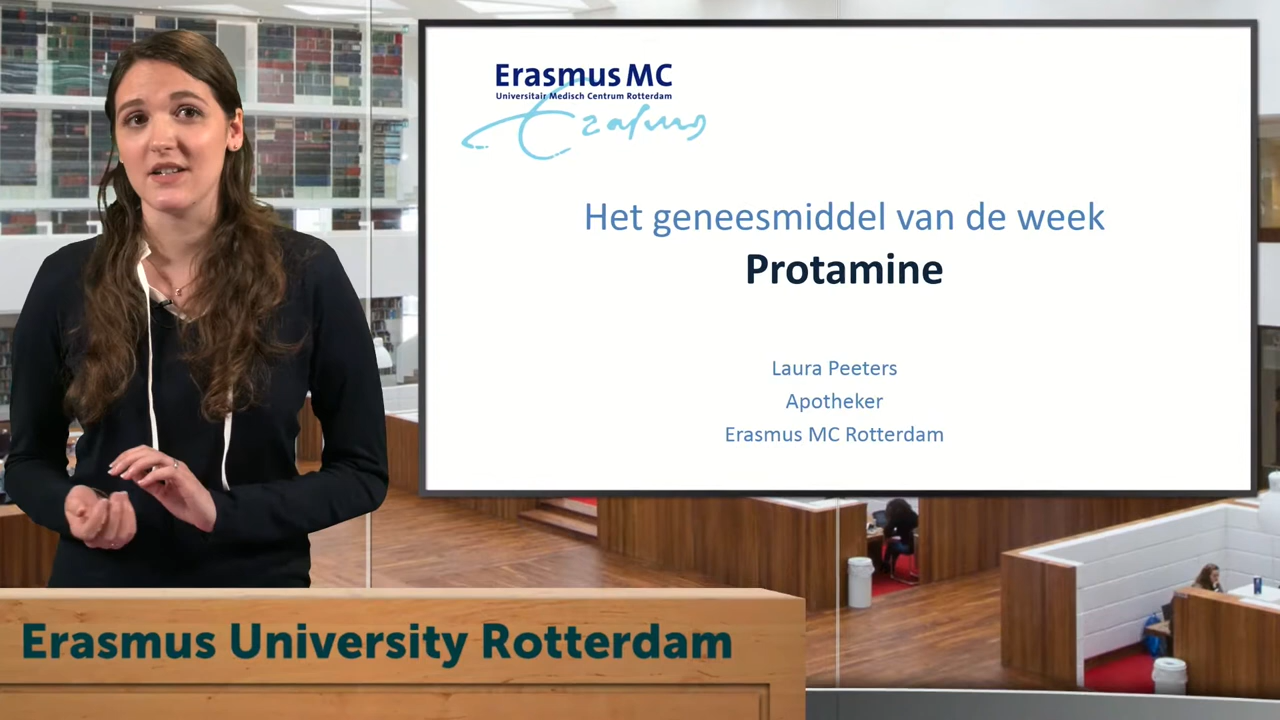 Erasmus MC
Universitair Medisch Centrum Rotterdam
Erasmus
Het geneesmiddel van de week
Protamine
Laura Peeters
Apotheker
Erasmus MC Rotterdam
Erasmus University Rotterdam